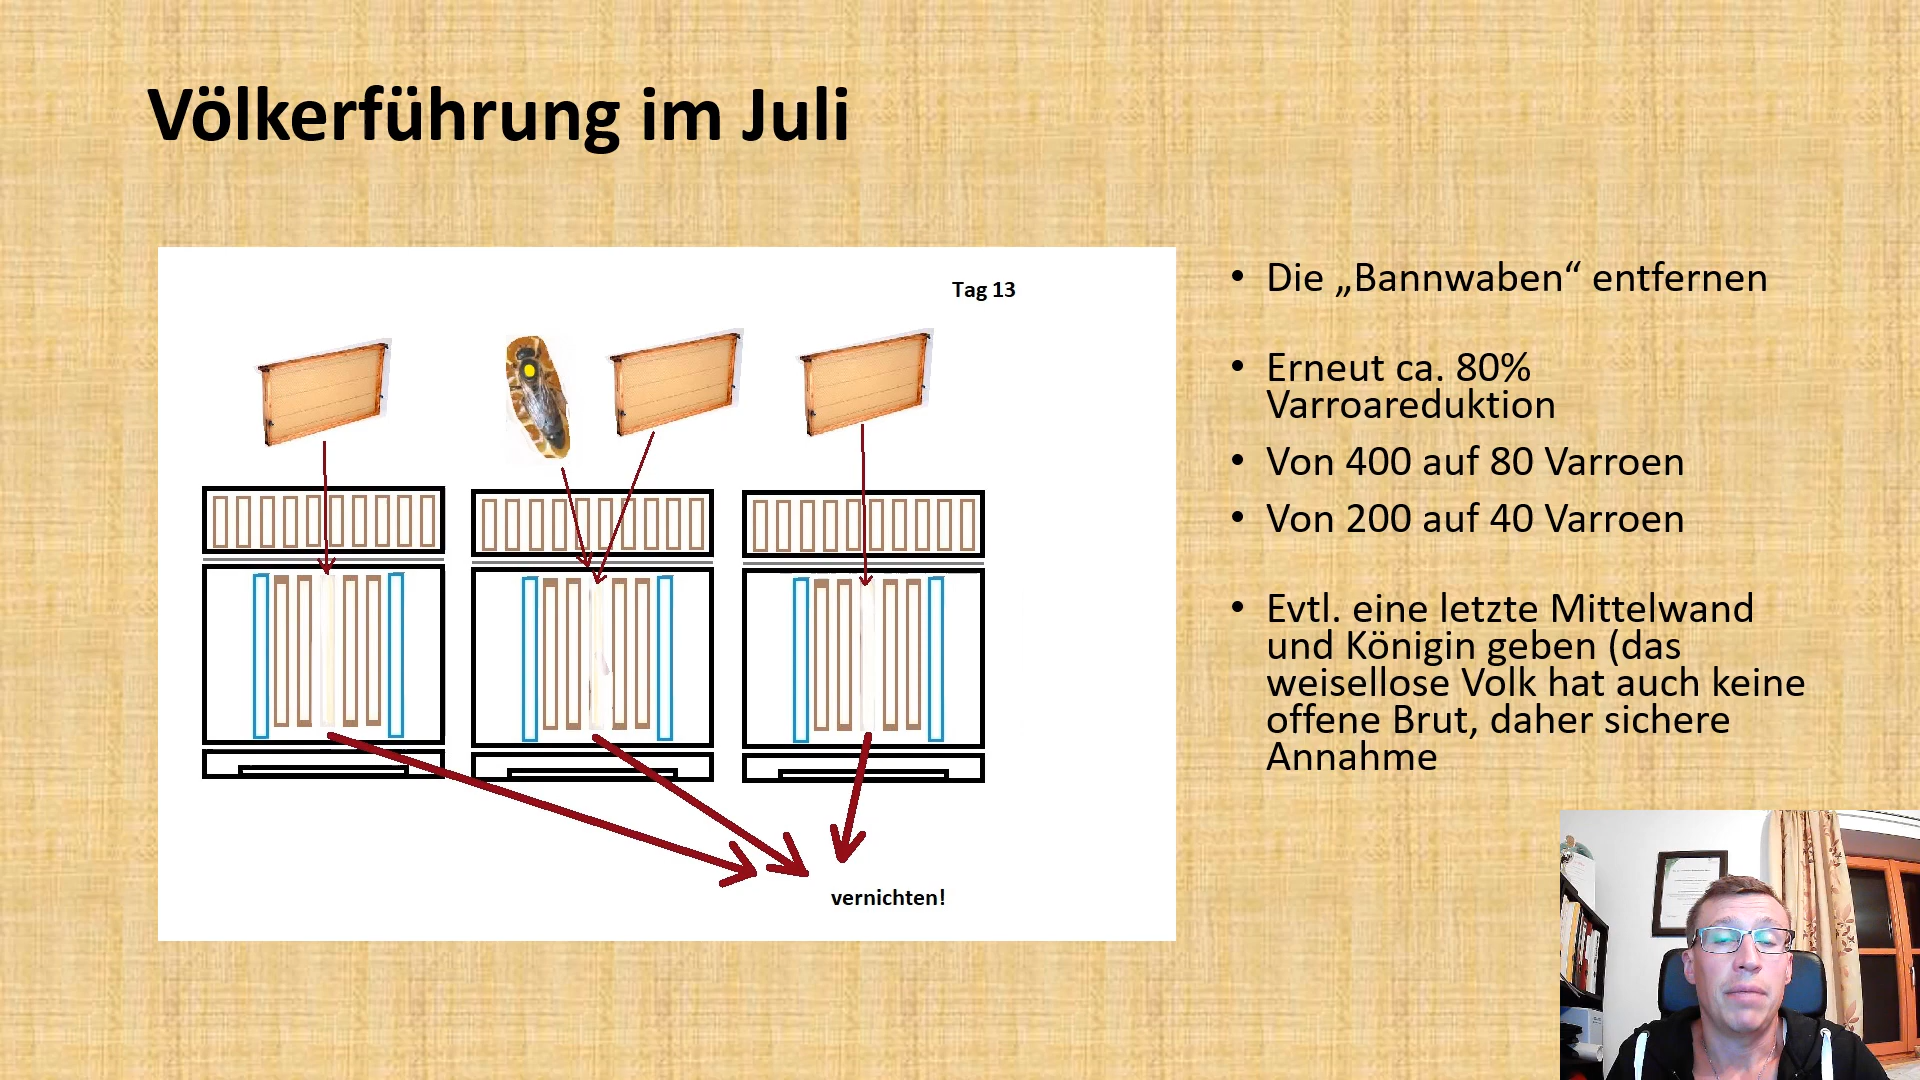 Völkerführung im Juli
Tag 13
vernichten!
• Die „Bannwaben“ entfernen
• Erneut ca. 80%
Varroareduktion
• Von 400 auf 80 Varroen
• Von 200 auf 40 Varroen
• Evtl. eine letzte Mittelwand
und Königin geben (das
weisellose Volk hat auch keine
offene Brut, daher sichere
Annahme